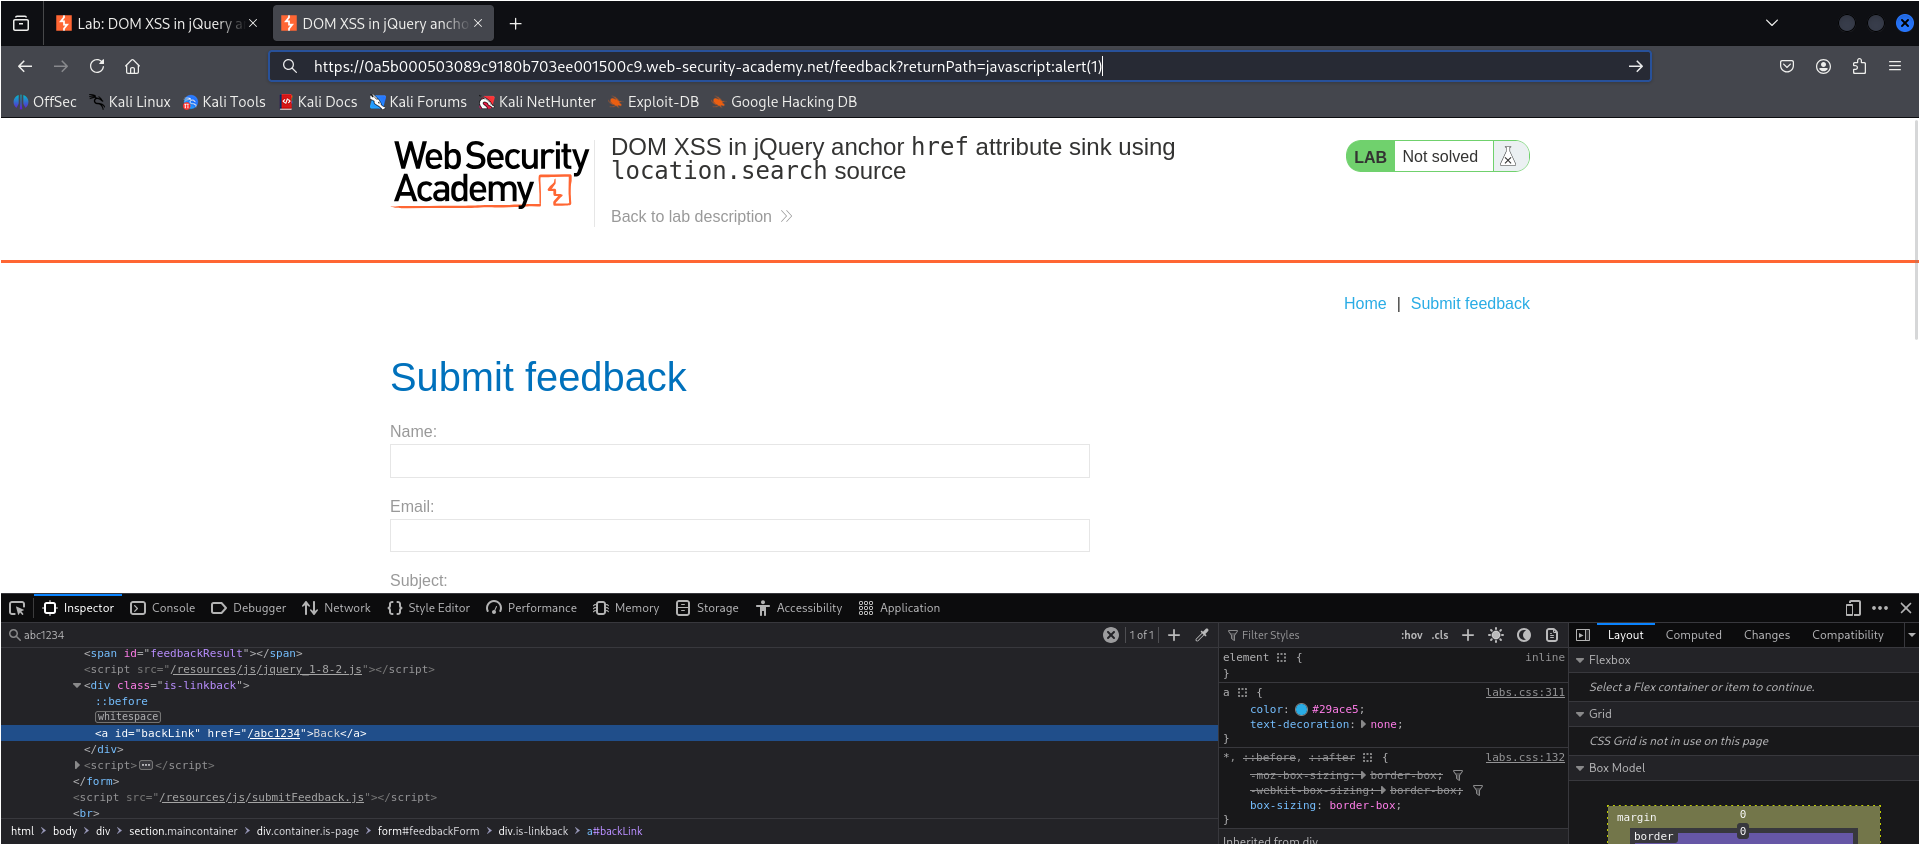 Lab: DOM XSS in jQuery a
DOM XSS in jQuery ancho
https://0a5b000503089c9180b703ee001500c9.web-security-academy.net/feedback?returnPath=javascript:alert(1)
OffSec Kali Linux Kali Tools Kali Docs Kali Forums Kali NetHunter Exploit-DB Google Hacking DB
WebSecurity
Academy
DOM XSS in jQuery anchor href attribute sink using
location.search source
Back to lab description
LAB Not solved
Home | Submit feedback
Submit feedback
Name:
Email:
Subject:
Inspector Console Debugger Network Style Editor Performance Memory Storage Accessibility Application
abc1234 1 of 1
<span id="feedbackResult"></span>
<script src="/resources/js/jquery_1-8-2.js"></script>
<div class="is-linkback">
::before
whitespace
<a id="backLink" href="/abc1234">Back</a>
</div>
<script>···</script>
</form>
<script src="/resources/js/submitFeedback.js"></script>
<br>
html > body > div > section.maincontainer > div.container.is-page > form#feedbackForm > div.is-linkback > a#backLink
Filter Styles :hov .cls
element { inline
}
a { labs.css:311
color: #29ace5;
text-decoration: none;
}
*, ::before, ::after { labs.css:132
-moz-box-sizing: border-box;
-webkit-box-sizing: border-box;
box-sizing: border-box;
}
Inherited from div
Layout Computed Changes Compatibility
Flexbox
Select a Flex container or item to continue.
Grid
CSS Grid is not in use on this page
Box Model
margin 0
border 0